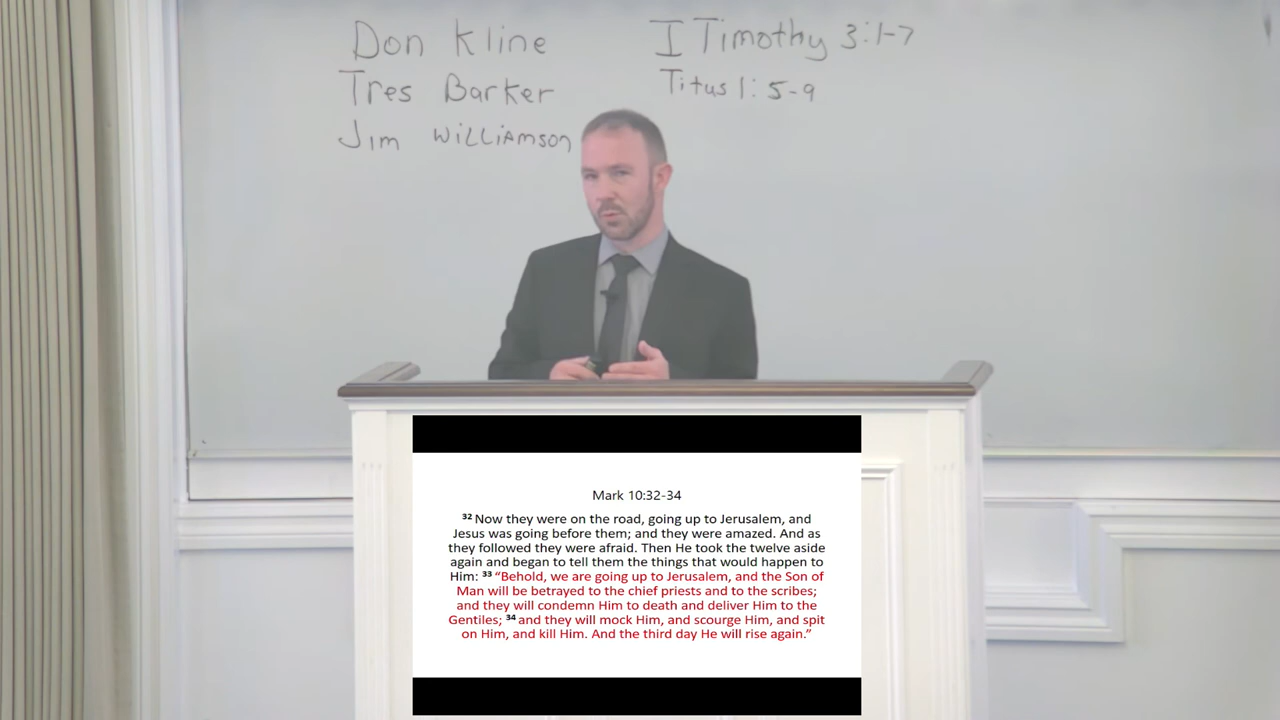 Don Kline I Timothy 3:1-7
Tres Barker Titus 1:5-9
Jim Williamson
Mark 10:32-34
32 Now they were on the road, going up to Jerusalem, and
Jesus was going before them; and they were amazed. And as
they followed they were afraid. Then He took the twelve aside
again and began to tell them the things that would happen to
Him: 33 “Behold, we are going up to Jerusalem, and the Son of
Man will be betrayed to the chief priests and to the scribes;
and they will condemn Him to death and deliver Him to the
Gentiles; 34 and they will mock Him, and scourge Him, and spit
on Him, and kill Him. And the third day He will rise again.”